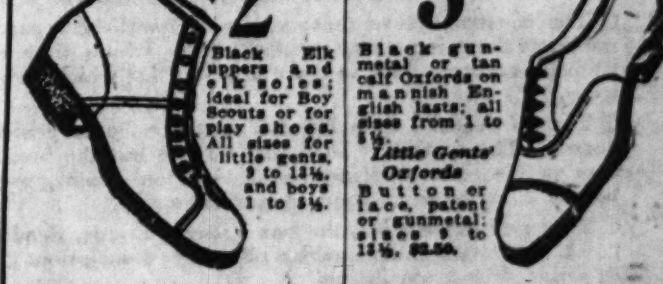 2
Black Elk
uppers and
elk soles;
ideal for Boy
Scouts or for
play shoes.
All sizes for
little gents,
9 to 13½,
and boys
1 to 5½.
3
Black gun-
metal or tan
calf Oxfords on
mannish En-
glish lasts; all
sizes from 1 to
5½.
Little Gents'
Oxfords
Button or
lace, patent
or gunmetal;
sizes 9 to
13½. $2.50.